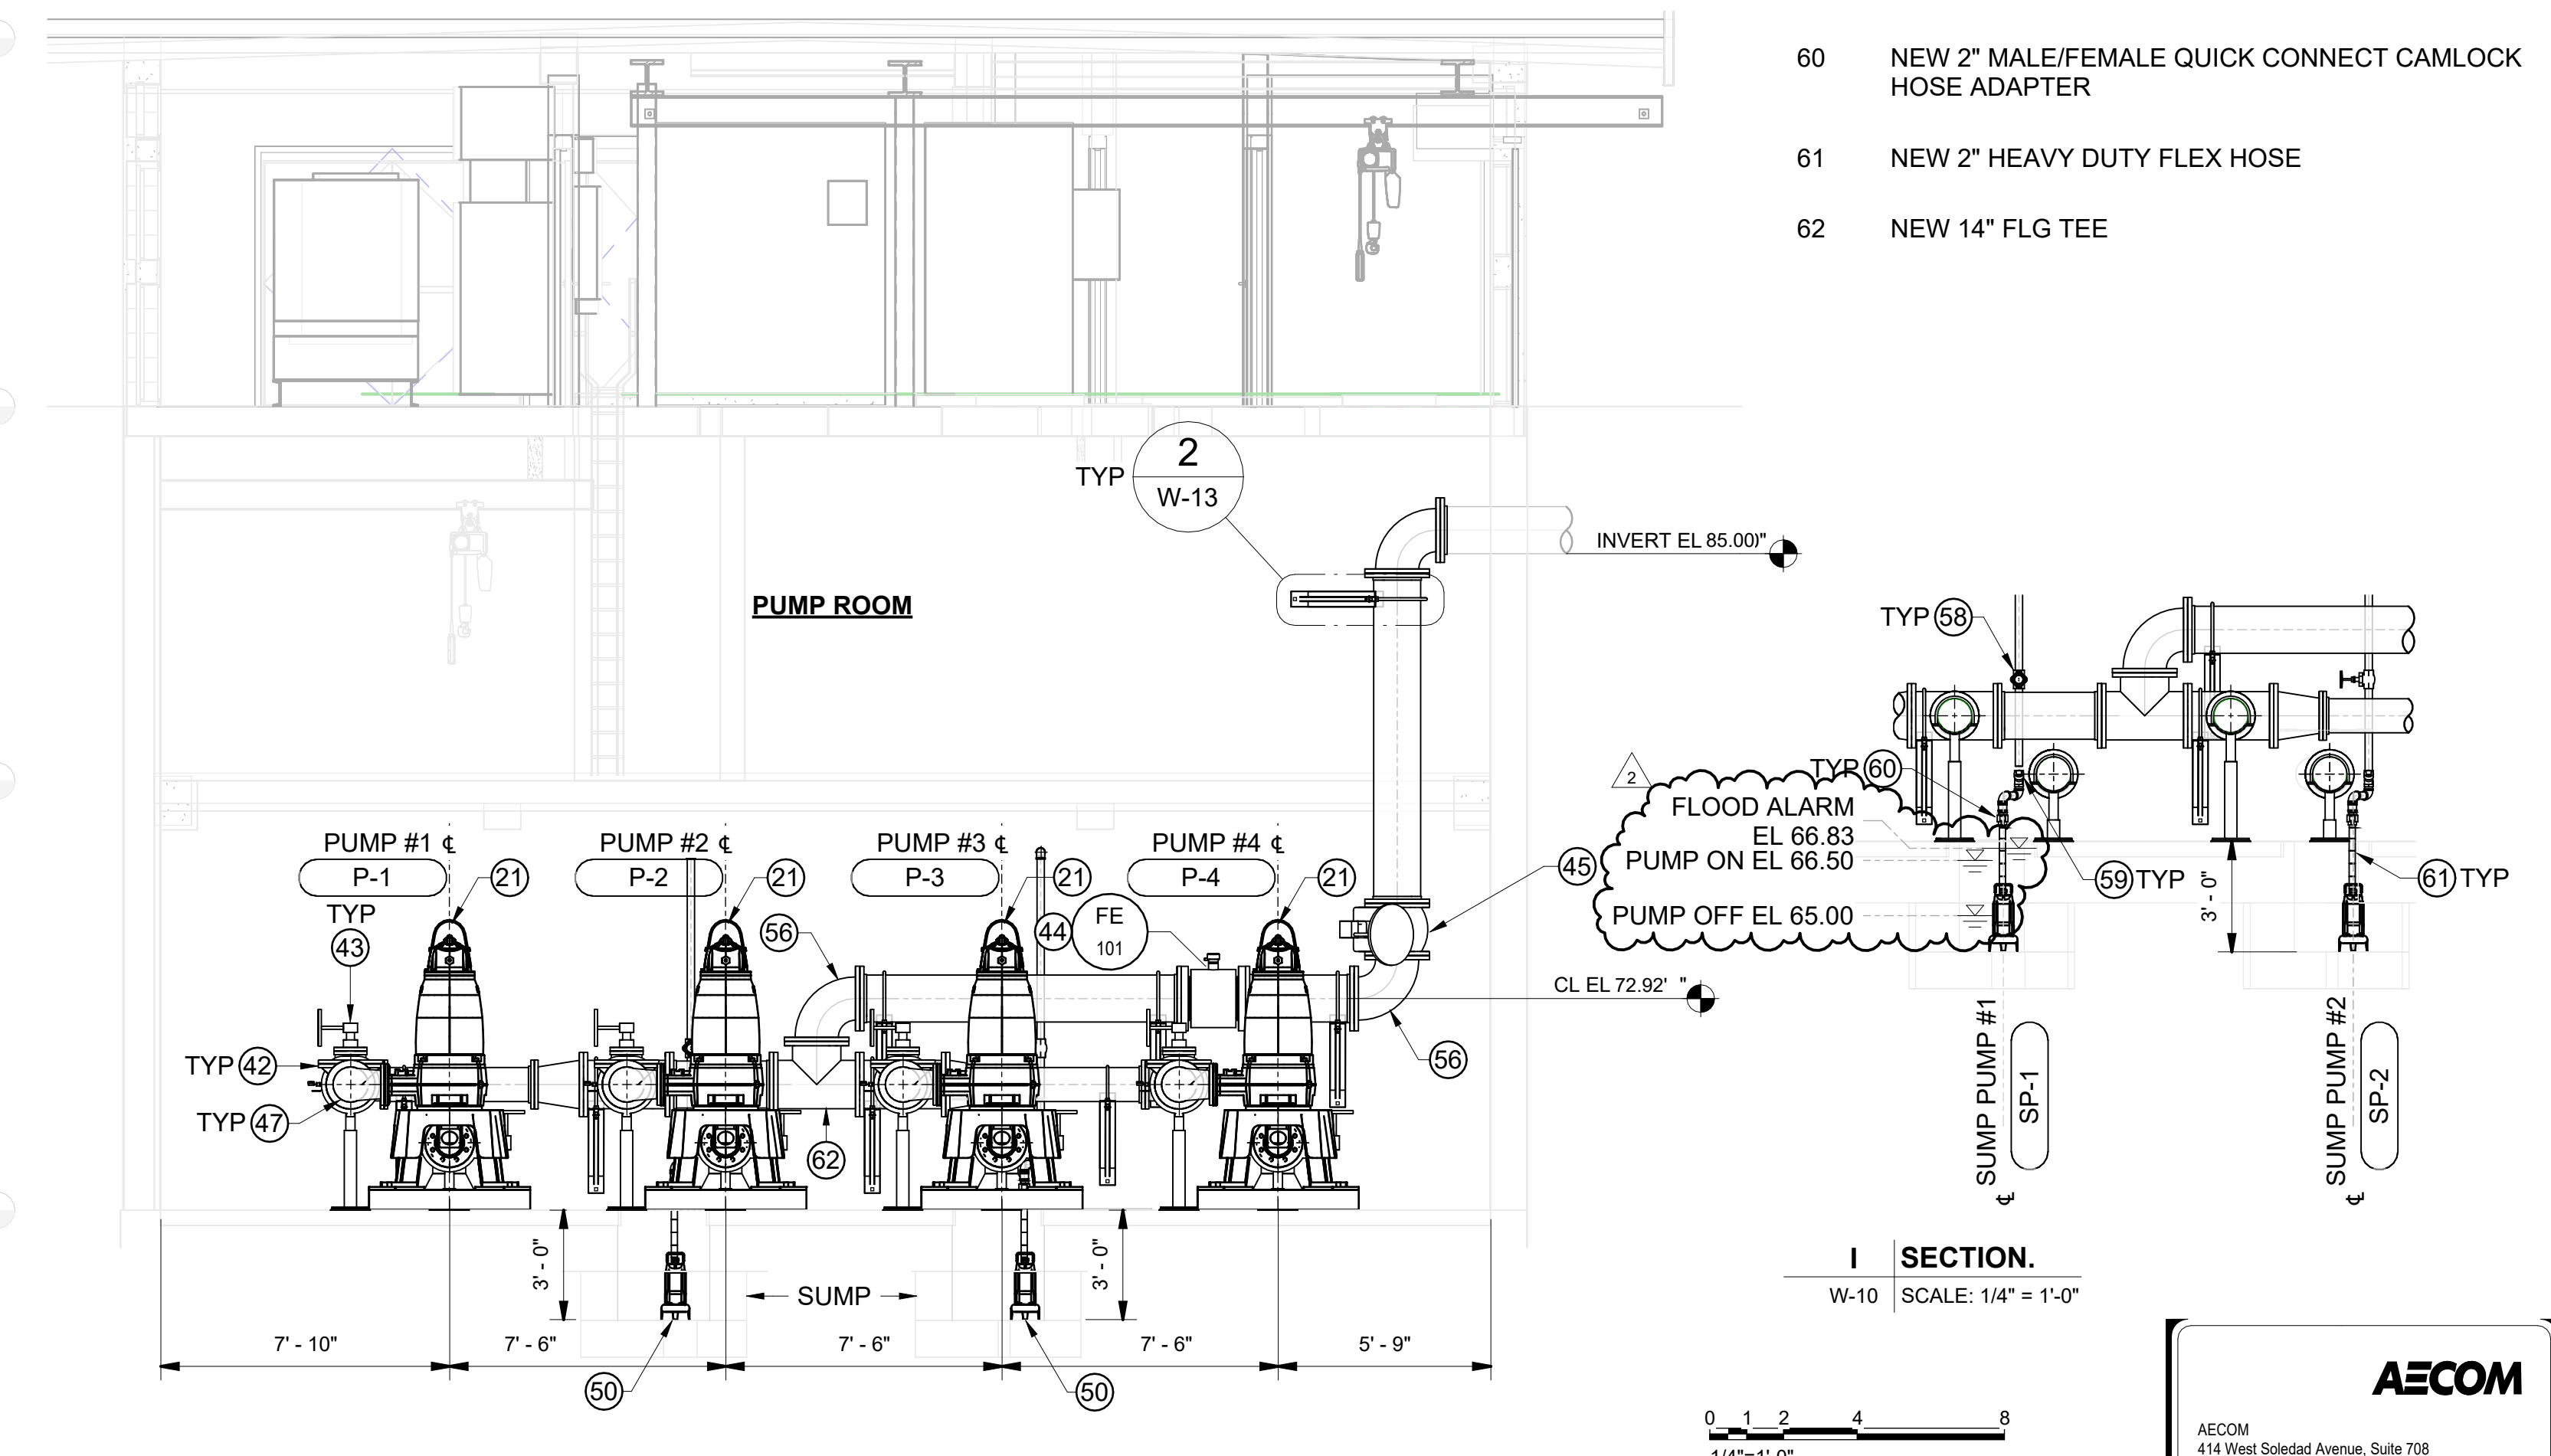 60 NEW 2" MALE/FEMALE QUICK CONNECT CAMLOCK
HOSE ADAPTER
61 NEW 2" HEAVY DUTY FLEX HOSE
62 NEW 14" FLG TEE
TYP
2
W-13
INVERT EL 85.00)"
PUMP ROOM
TYP 58
2
TYP 60
FLOOD ALARM
EL 66.83
PUMP ON EL 66.50
PUMP OFF EL 65.00
59 TYP
3' - 0"
61 TYP
PUMP #1 ℄
P-1
PUMP #2 ℄
P-2
PUMP #3 ℄
P-3
PUMP #4 ℄
P-4
21
21
21
21
45
TYP
43
56
44
FE
101
CL EL 72.92' "
56
TYP 42
TYP 47
62
SUMP PUMP #1 ℄
SP-1
SUMP PUMP #2 ℄
SP-2
3' - 0"
SUMP
3' - 0"
7' - 10"
7' - 6"
7' - 6"
7' - 6"
5' - 9"
50
50
I SECTION.
W-10 SCALE: 1/4" = 1'-0"
0 1 2 4 8
1/4"=1'-0"
AECOM
AECOM
414 West Soledad Avenue, Suite 708